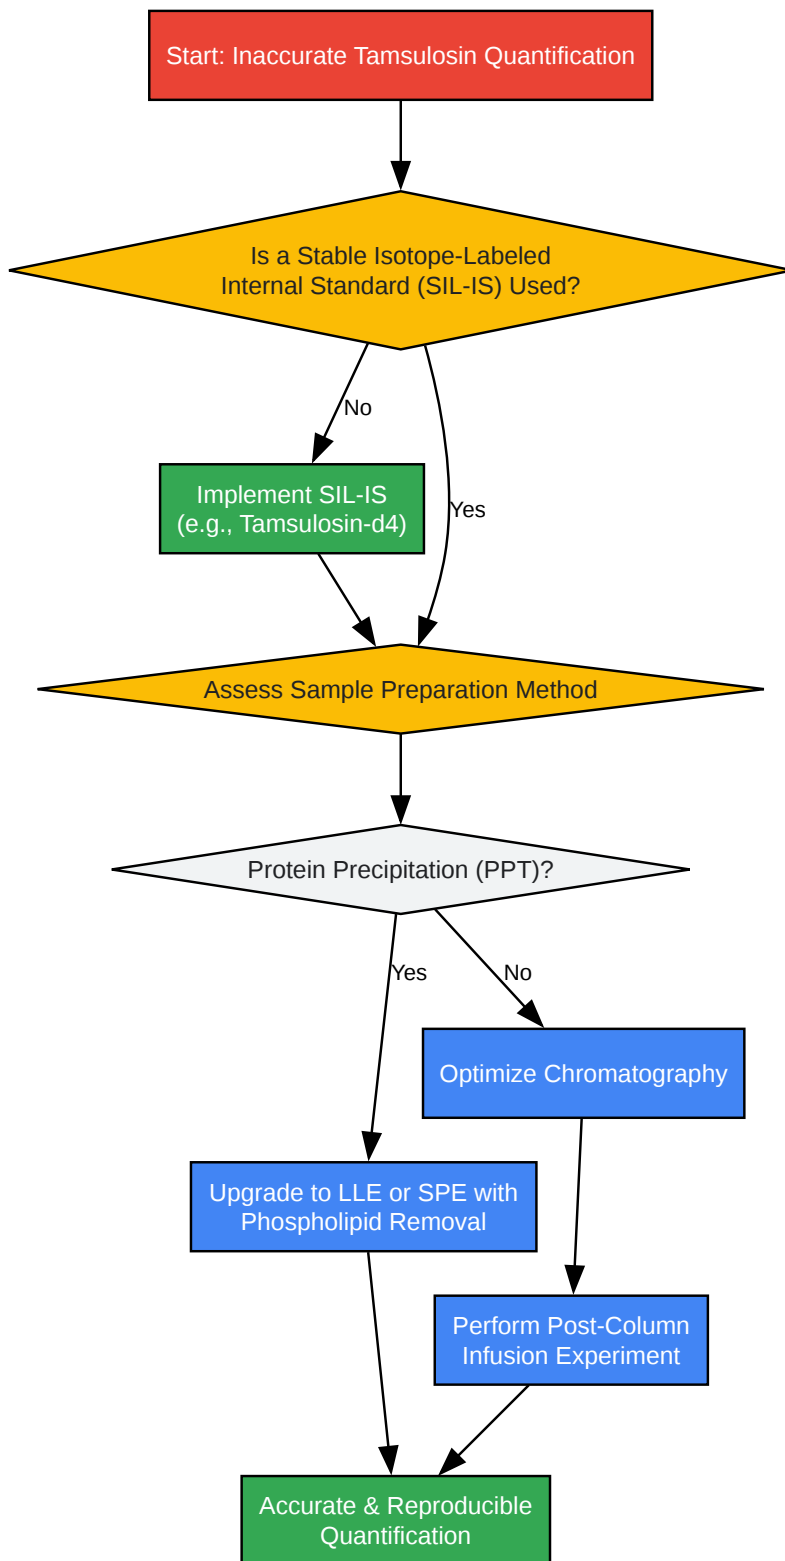 Start: Inaccurate Tamsulosin Quantification
Is a Stable Isotope-Labeled
Internal Standard (SIL-IS) Used?
No
Implement SIL-IS
(e.g., Tamsulosin-d4)
Yes
Assess Sample Preparation Method
Protein Precipitation (PPT)?
Yes
No
Optimize Chromatography
Upgrade to LLE or SPE with
Phospholipid Removal
Perform Post-Column
Infusion Experiment
Accurate & Reproducible
Quantification